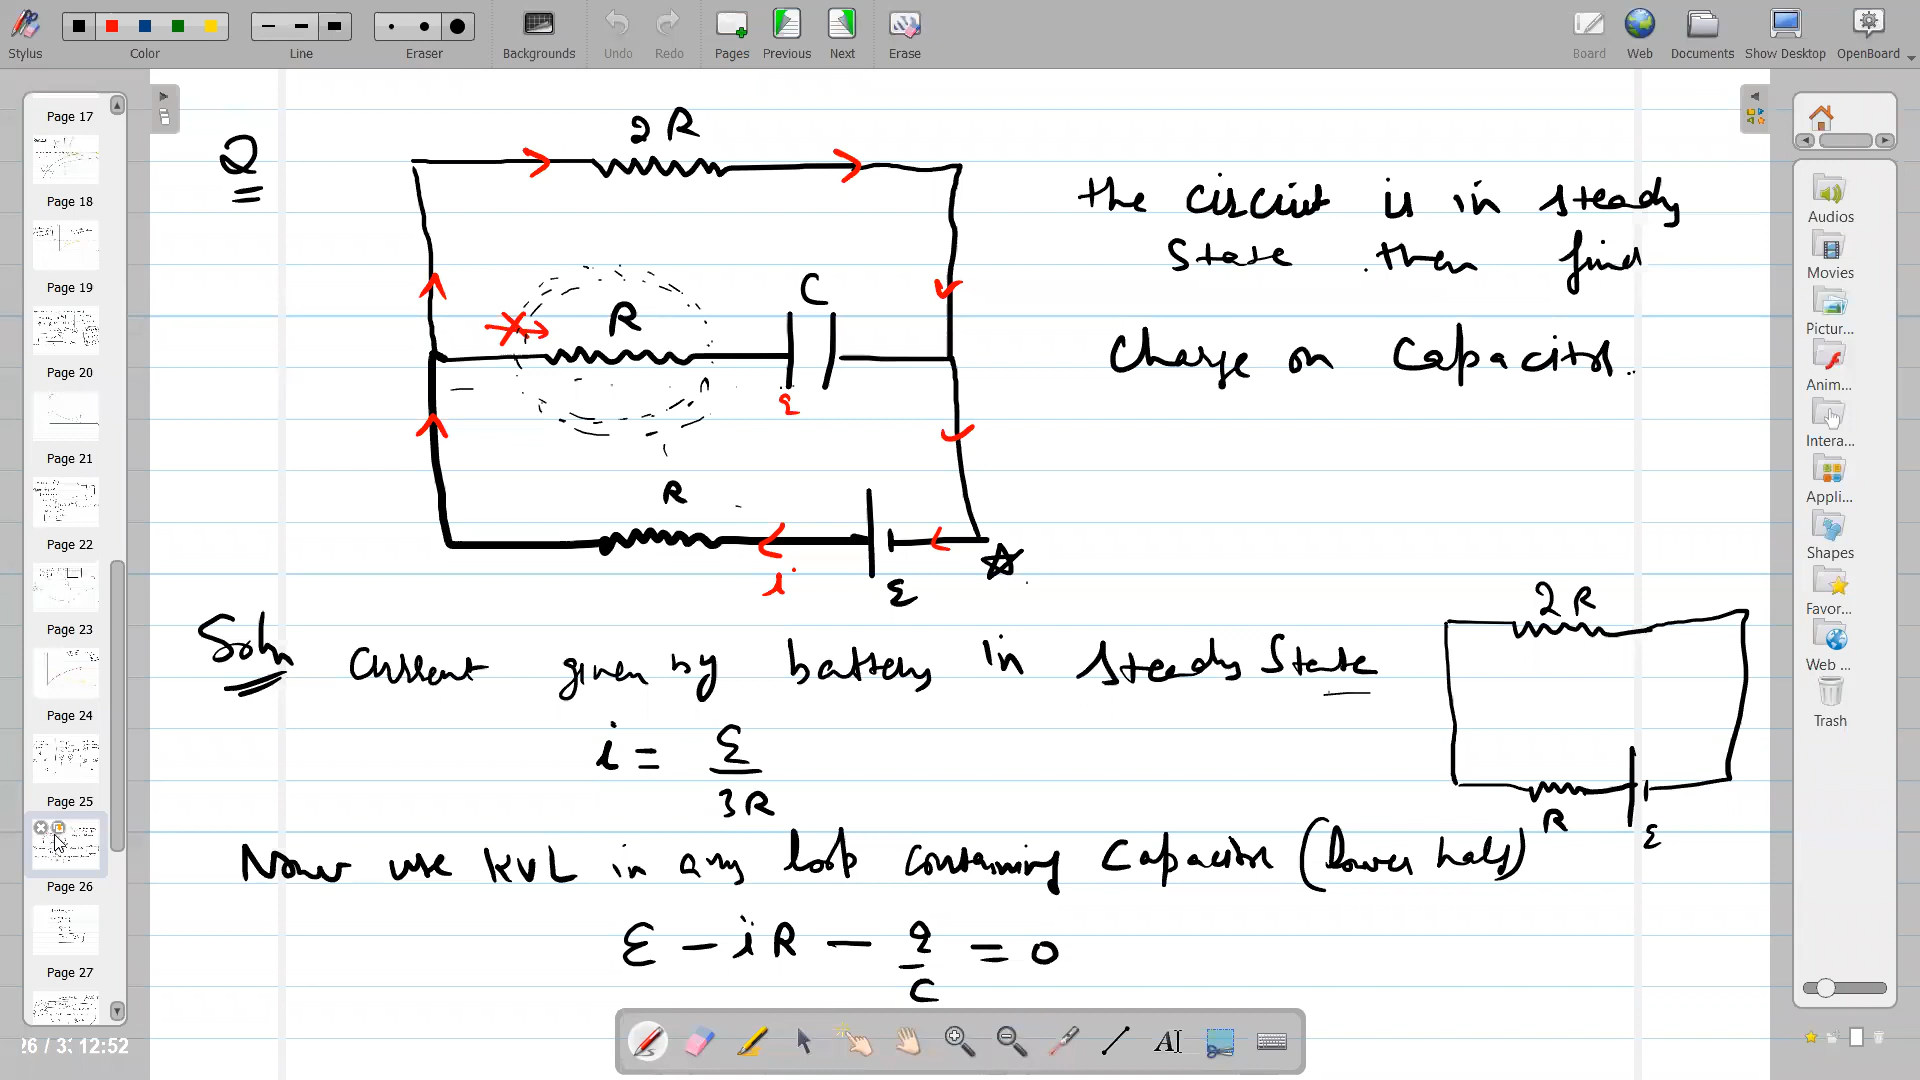 Stylus
Color
Line
Eraser
Backgrounds
Undo
Redo
Pages
Previous
Next
Erase
Board
Web
Documents
Show Desktop
OpenBoard
Page 17
Page 18
Page 19
Page 20
Page 21
Page 22
Page 23
Page 24
Page 25
Page 26
Page 27
12:52
Q
2R
the circuit is in steady
state then find
charge on capacitor..
R
C
q
R
i
ε
Soln
current given by battery in steady state
i = ε/3R
2R
R
ε
Now use KVL in any loop containing capacitor (lower half)
ε - iR - q/C = 0
Audios
Movies
Pictur...
Anim...
Intera...
Appli...
Shapes
Favor...
Web ...
Trash